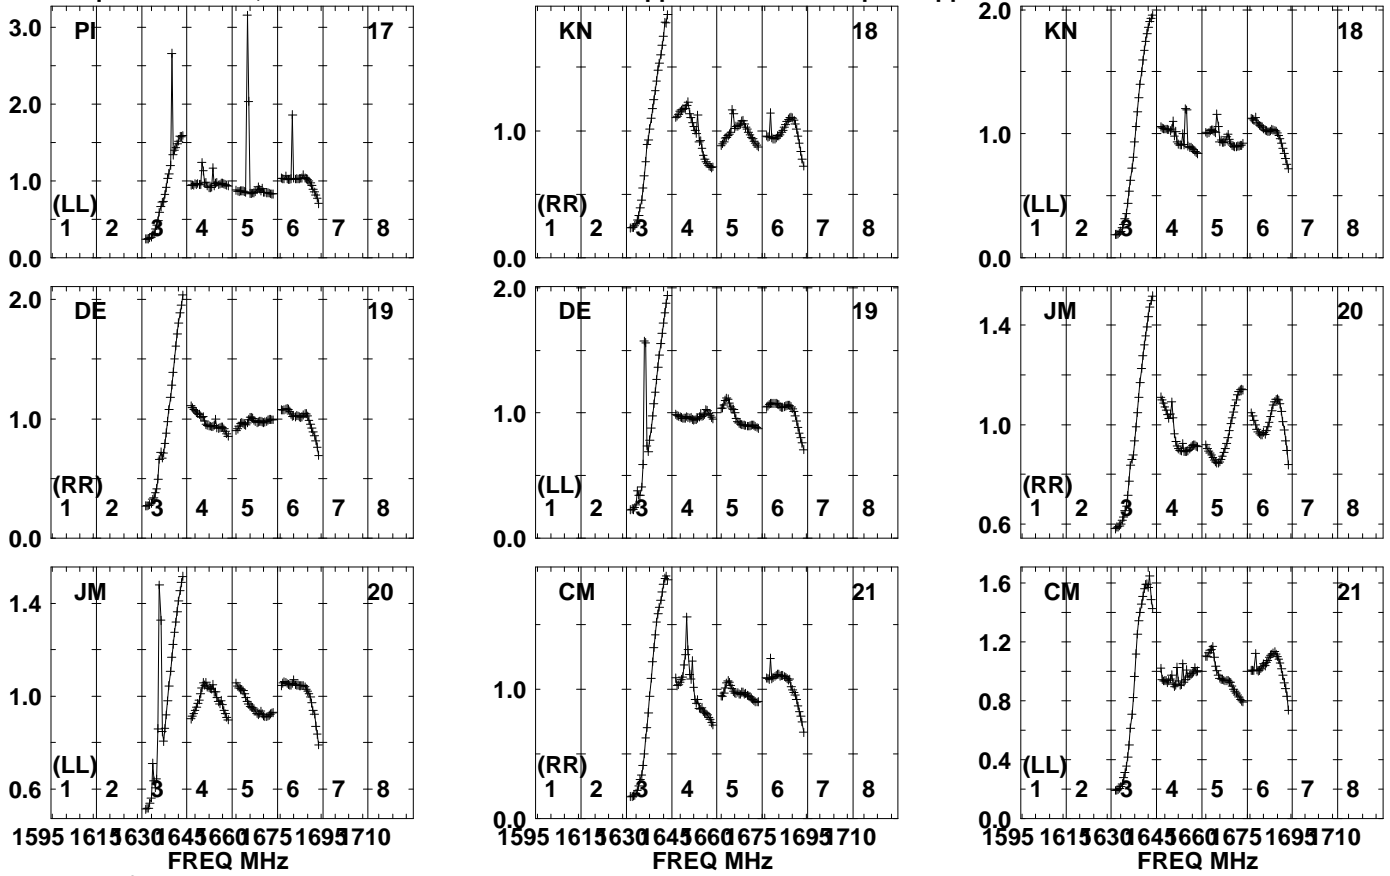 3.0 PI 17
2.0
1.0
(LL)
1 2 3 4 5 6 7 8
0.0
KN 18
1.0
(RR)
1 2 3 4 5 6 7 8
0.0
2.0 KN 18
1.0
(LL)
1 2 3 4 5 6 7 8
0.0
2.0 DE 19
1.0
(RR)
1 2 3 4 5 6 7 8
0.0
2.0 DE 19
1.0
(LL)
1 2 3 4 5 6 7 8
0.0
JM 20
1.4
1.0
(RR)
1 2 3 4 5 6 7 8
0.6
JM 20
1.4
1.0
(LL)
1 2 3 4 5 6 7 8
0.6
1595 1615 1630 1645 1660 1675 1695 1710
FREQ MHz
CM 21
1.0
(RR)
1 2 3 4 5 6 7 8
0.0
1595 1615 1630 1645 1660 1675 1695 1710
FREQ MHz
1.6 CM 21
1.2
0.8
0.4
(LL)
1 2 3 4 5 6 7 8
0.0
1595 1615 1630 1645 1660 1675 1695 1710
FREQ MHz